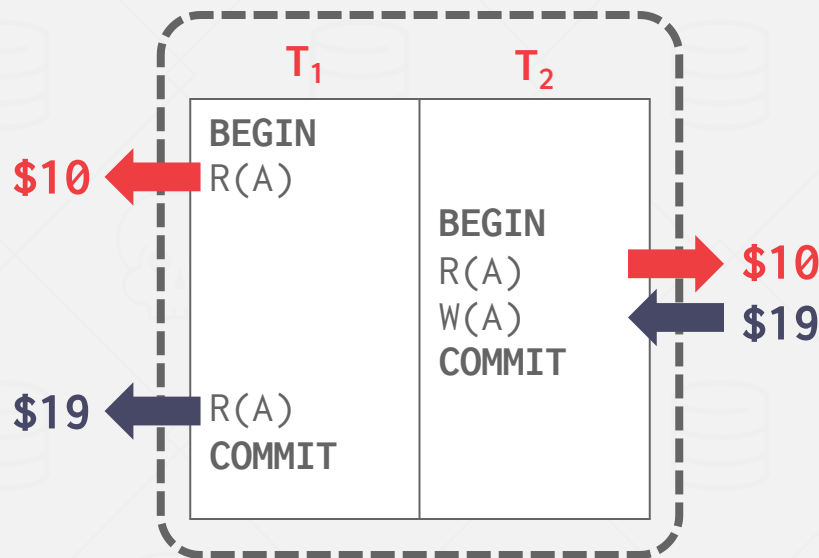 T₁ T₂
BEGIN
$10 R(A)
BEGIN
R(A) $10
W(A) $19
COMMIT
$19 R(A)
COMMIT